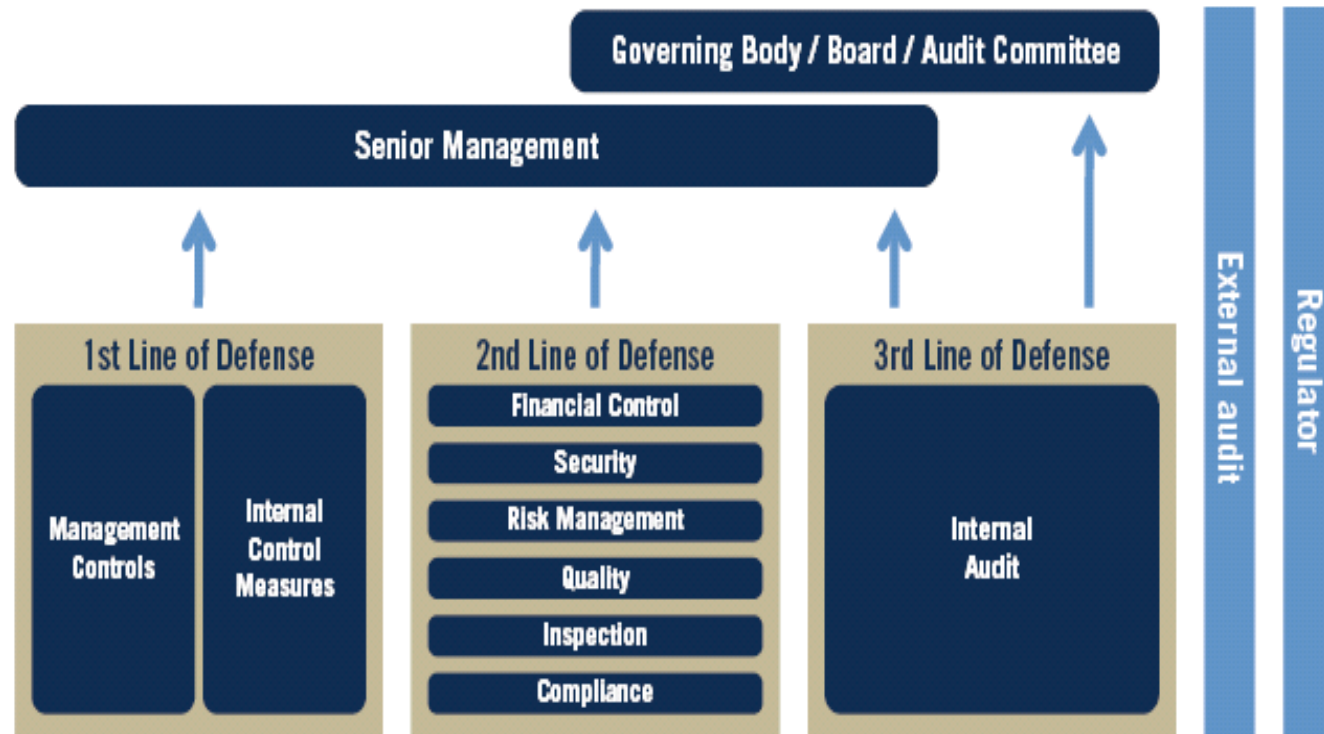 Governing Body / Board / Audit Committee
Senior Management
1st Line of Defense
Management
Controls
Internal
Control
Measures
2nd Line of Defense
Financial Control
Security
Risk Management
Quality
Inspection
Compliance
3rd Line of Defense
Internal
Audit
External audit
Regulator